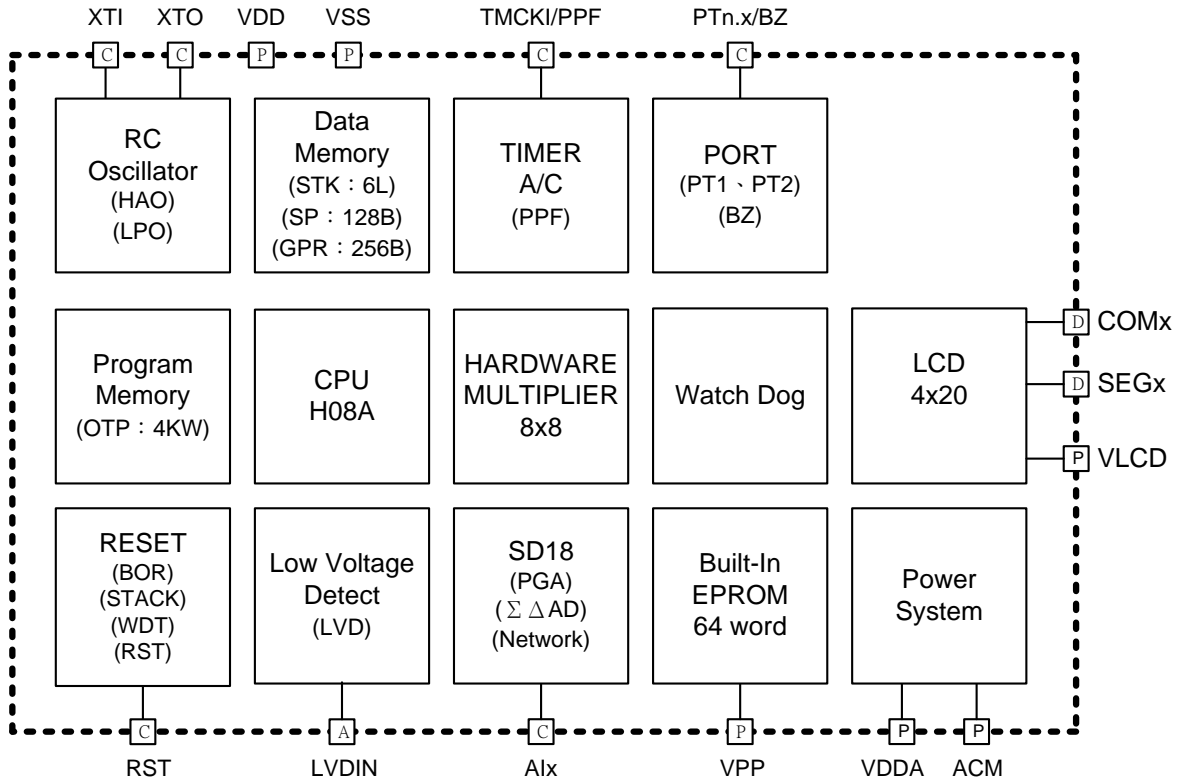 XTI XTO VDD VSS TMCKI/PPF PTn.x/BZ
C C P P C C
RC
Oscillator
(HAO)
(LPO)
Data
Memory
(STK：6L)
(SP：128B)
(GPR：256B)
TIMER
A/C
(PPF)
PORT
(PT1、PT2)
(BZ)
Program
Memory
(OTP：4KW)
CPU
H08A
HARDWARE
MULTIPLIER
8x8
Watch Dog
LCD
4x20
D COMx
D SEGx
P VLCD
RESET
(BOR)
(STACK)
(WDT)
(RST)
Low Voltage
Detect
(LVD)
SD18
(PGA)
(ΣΔAD)
(Network)
Built-In
EPROM
64 word
Power
System
C A C P P P
RST LVDIN AIx VPP VDDA ACM